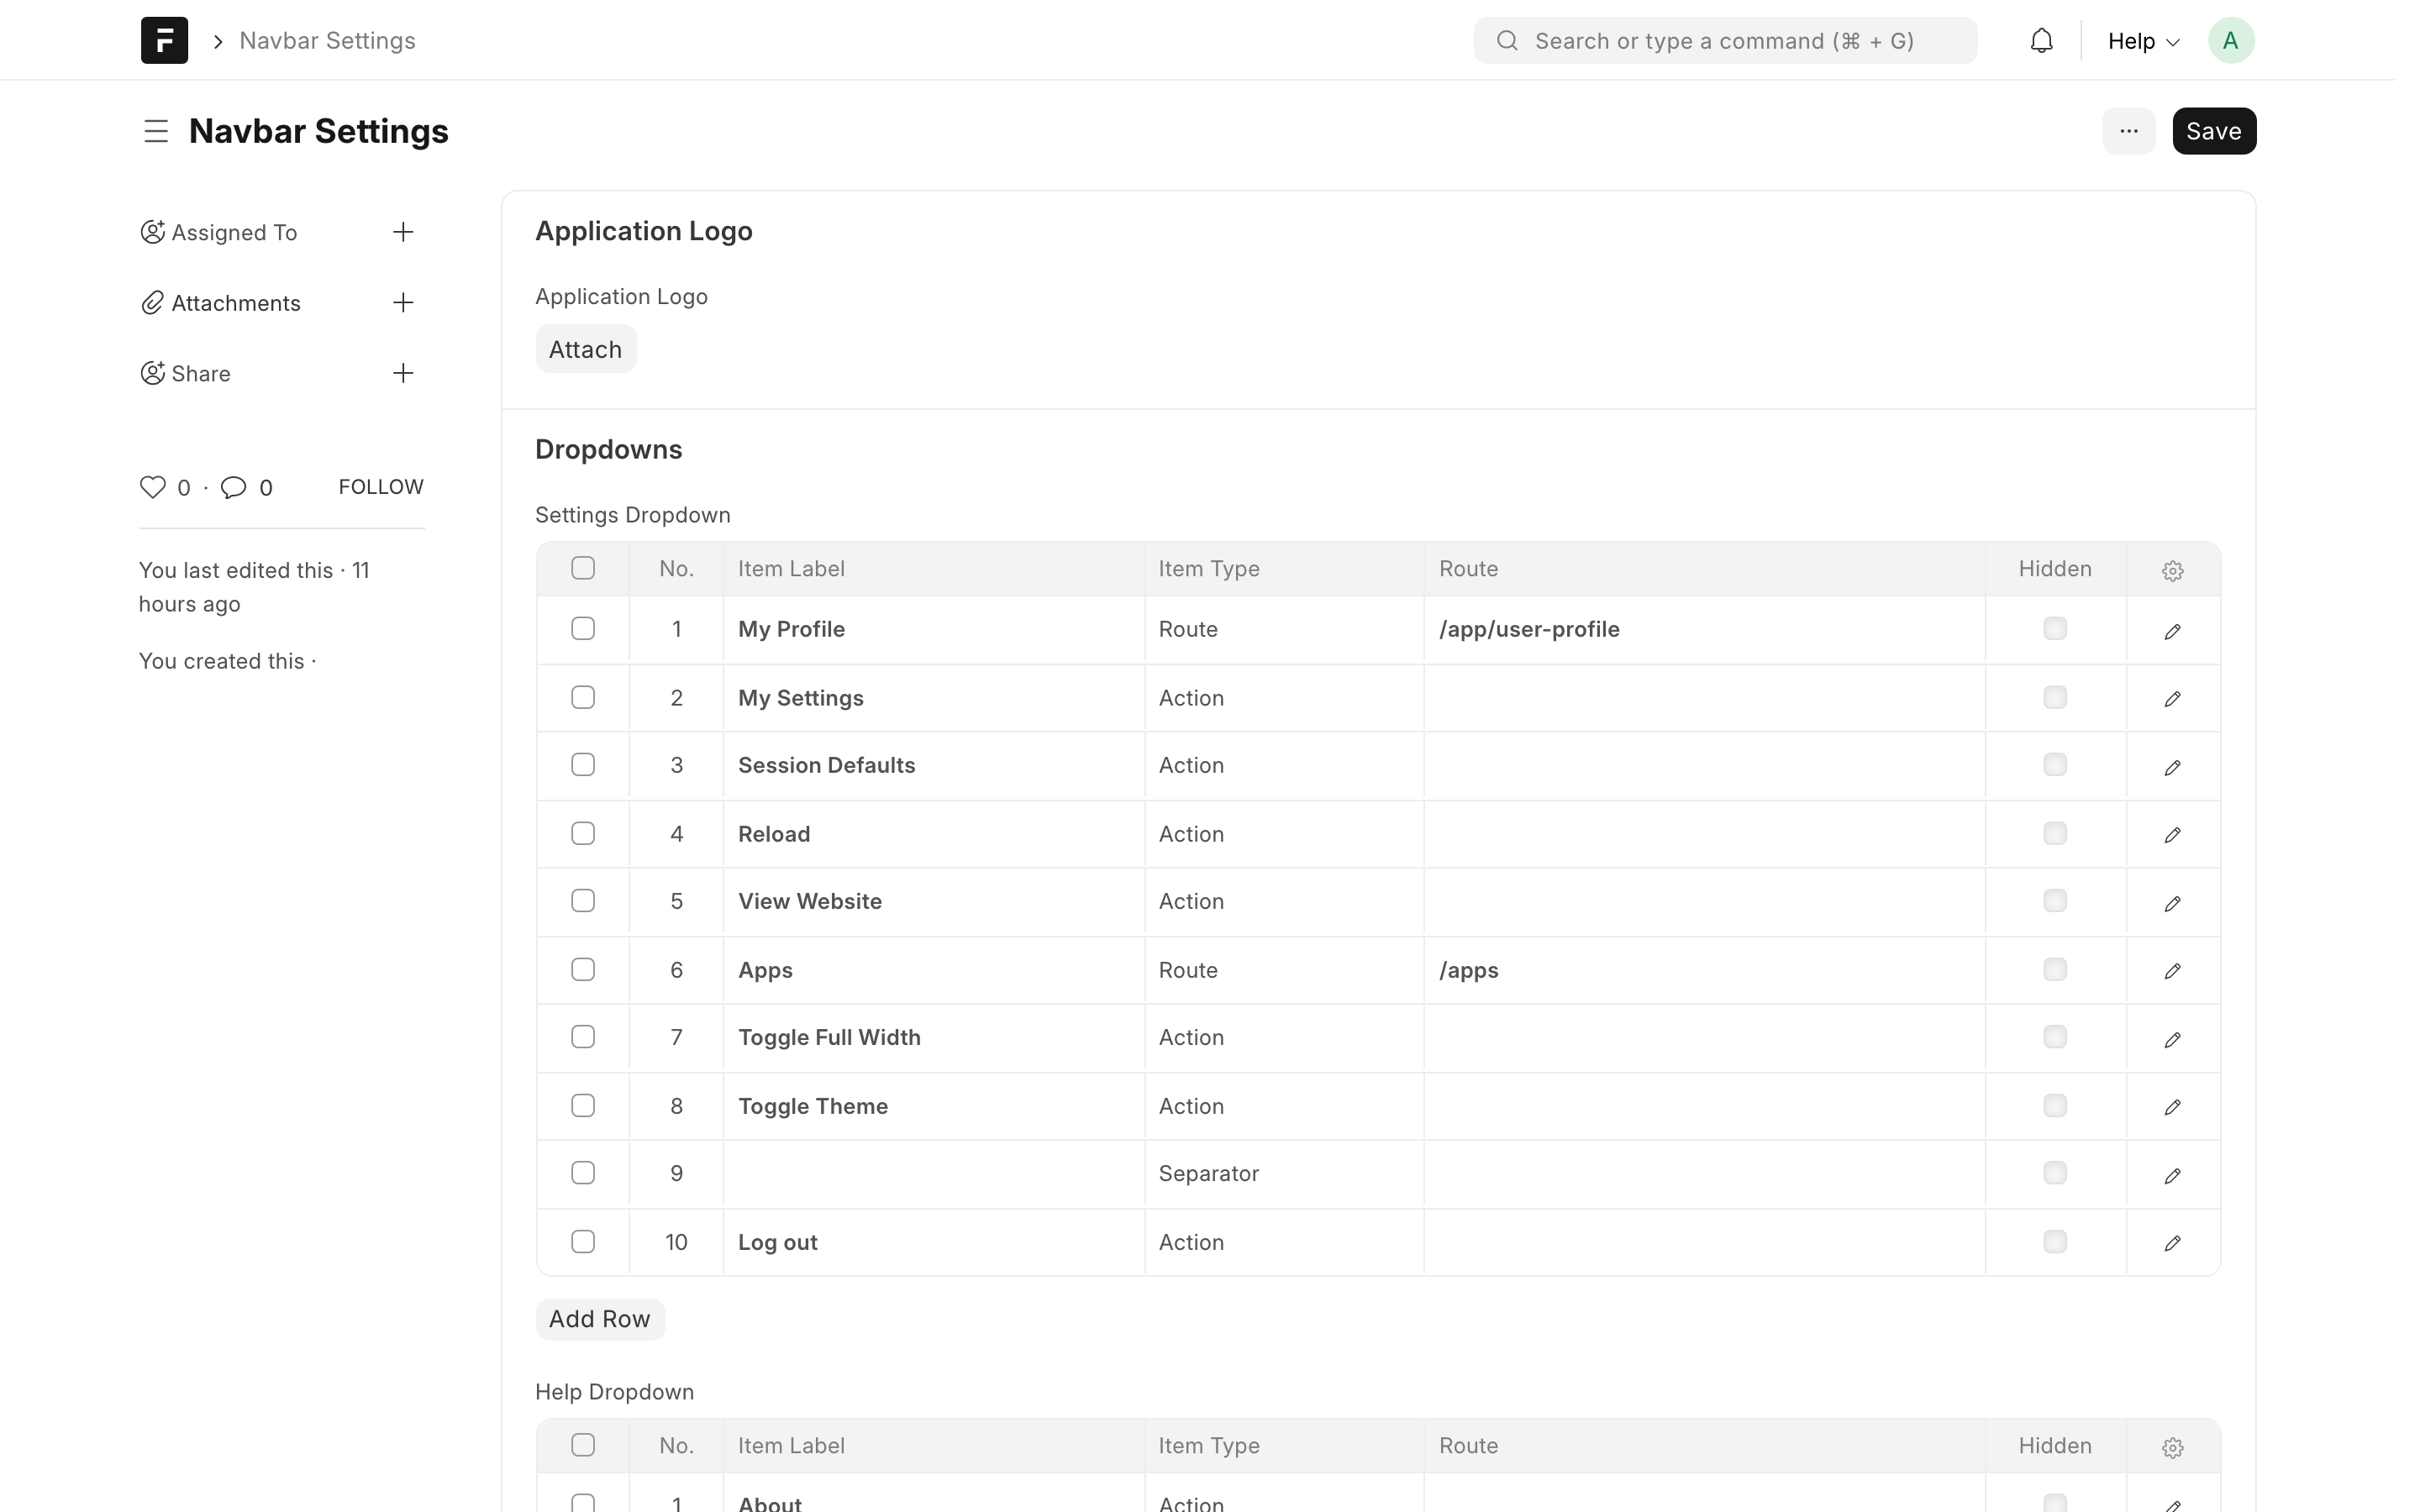 Navbar Settings
Search or type a command (⌘ + G)
Help
A
Navbar Settings
...
Save
Assigned To
Attachments
Share
0 · 0 FOLLOW
You last edited this · 11
hours ago
You created this ·
Application Logo
Application Logo
Attach
Dropdowns
Settings Dropdown
No. Item Label Item Type Route Hidden
1 My Profile Route /app/user-profile
2 My Settings Action
3 Session Defaults Action
4 Reload Action
5 View Website Action
6 Apps Route /apps
7 Toggle Full Width Action
8 Toggle Theme Action
9 Separator
10 Log out Action
Add Row
Help Dropdown
No. Item Label Item Type Route Hidden
1 About Action